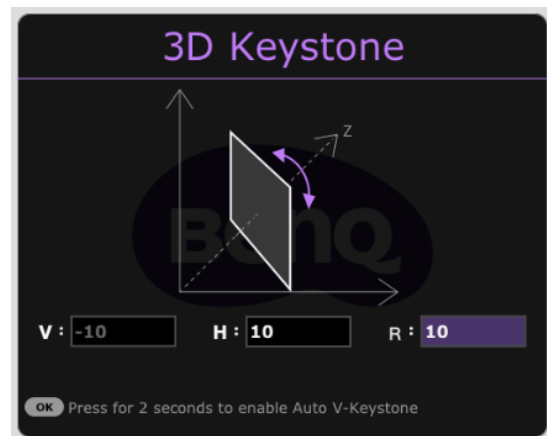 3D Keystone
Z
BenQ
V : -10 H : 10 R : 10
OK Press for 2 seconds to enable Auto V-Keystone